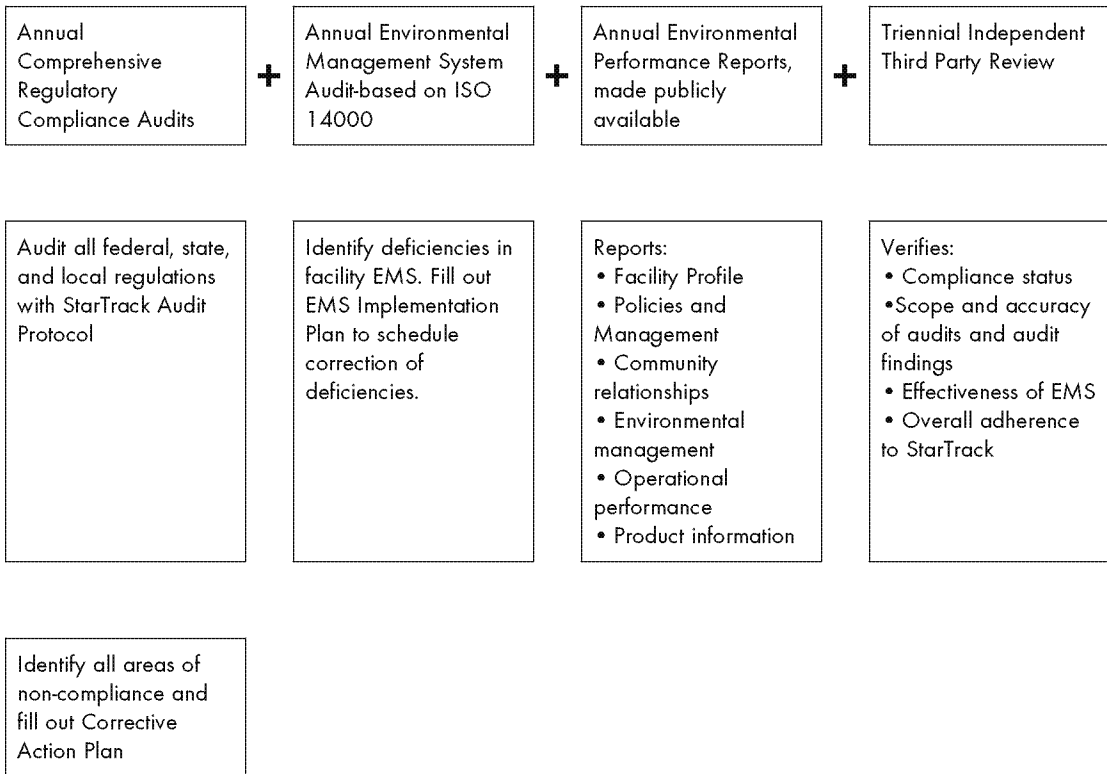 Annual
Comprehensive
Regulatory
Compliance Audits
+
Annual Environmental
Management System
Audit-based on ISO
14000
+
Annual Environmental
Performance Reports,
made publicly
available
+
Triennial Independent
Third Party Review
Audit all federal, state,
and local regulations
with StarTrack Audit
Protocol
Identify deficiencies in
facility EMS. Fill out
EMS Implementation
Plan to schedule
correction of
deficiencies.
Reports:
• Facility Profile
• Policies and
Management
• Community
relationships
• Environmental
management
• Operational
performance
• Product information
Verifies:
• Compliance status
•Scope and accuracy
of audits and audit
findings
• Effectiveness of EMS
• Overall adherence
to StarTrack
Identify all areas of
non-compliance and
fill out Corrective
Action Plan